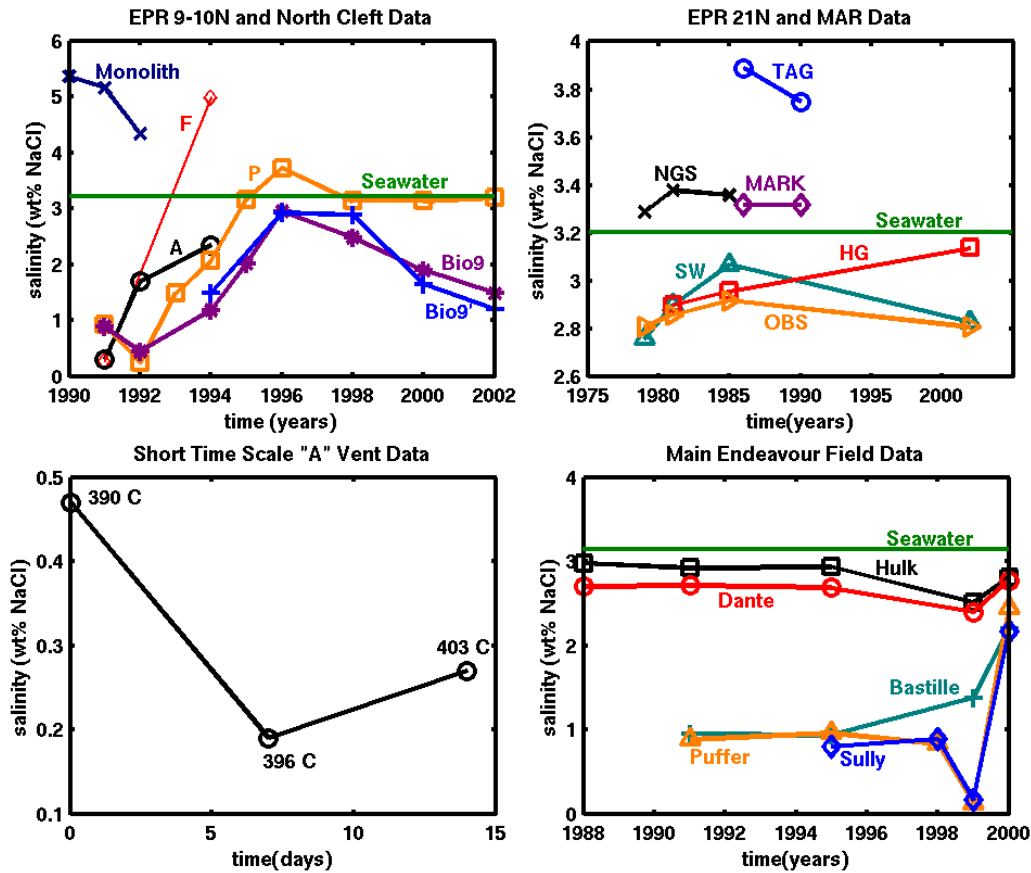 EPR 9-10N and North Cleft Data
6
5
4
3
2
1
0
salinity (wt% NaCl)
Monolith
F
P
Seawater
A
Bio9
Bio9'
1990 1992 1994 1996 1998 2000 2002
time (years)
EPR 21N and MAR Data
4
3.8
3.6
3.4
3.2
3
2.8
2.6
salinity (wt% NaCl)
TAG
NGS
MARK
Seawater
SW
HG
OBS
1975 1980 1985 1990 1995 2000
time(years)
Short Time Scale "A" Vent Data
0.5
0.4
0.3
0.2
0.1
salinity (wt% NaCl)
390 C
403 C
396 C
0 5 10 15
time(days)
Main Endeavour Field Data
4
3
2
1
0
salinity (wt% NaCl)
Seawater
Hulk
Dante
Bastille
Puffer
Sully
1988 1990 1992 1994 1996 1998 2000
time(years)